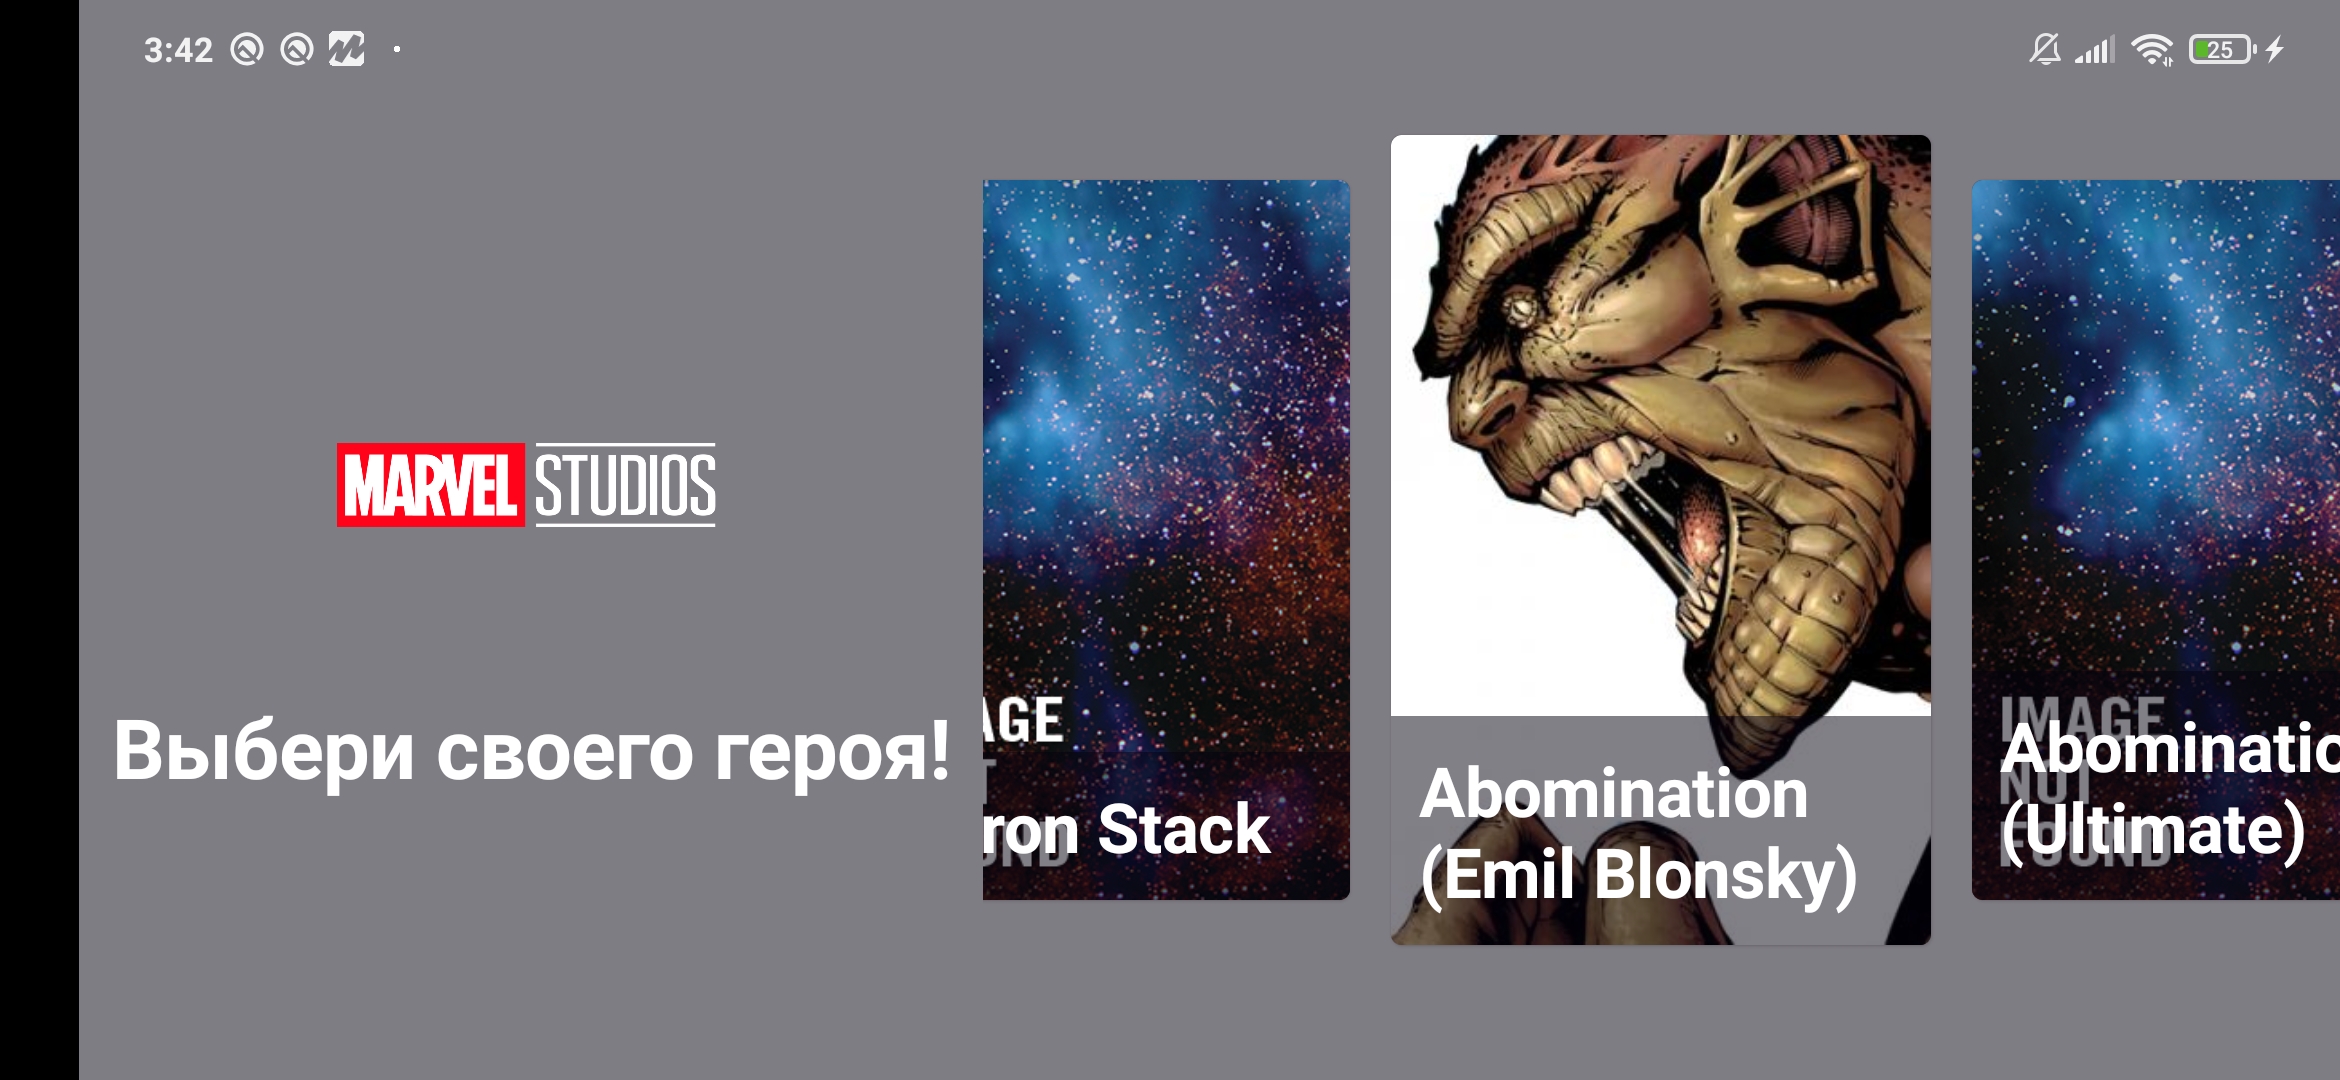 3:42
25
MARVEL STUDIOS
Выбери своего героя!
AGE
ron Stack
Abomination
(Emil Blonsky)
IMAGE
NOT
FOUND
Abominatio
(Ultimate)